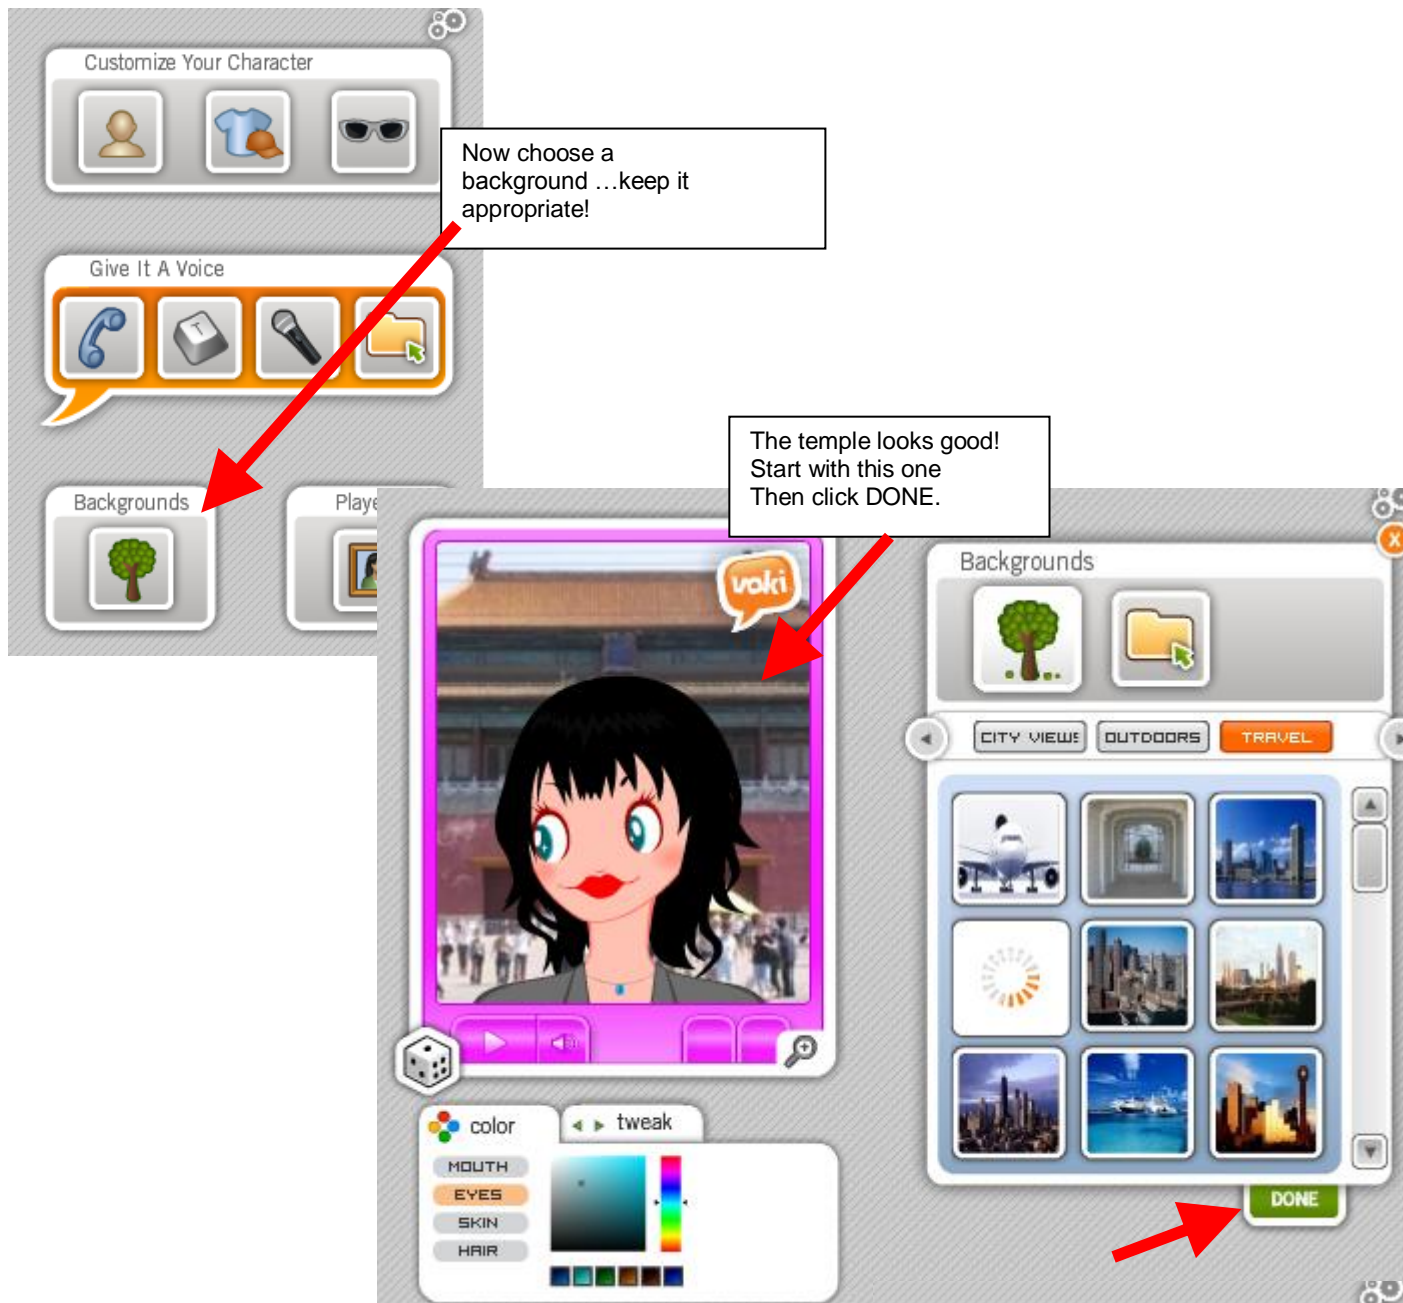 Customize Your Character
Now choose a
background ...keep it
appropriate!
Give It A Voice
T
Backgrounds
Playe
The temple looks good!
Start with this one
Then click DONE.
voki
Backgrounds
X
CITY VIEWS
OUTDOORS
TRAVEL
color
tweak
MOUTH
EYES
SKIN
HAIR
DONE